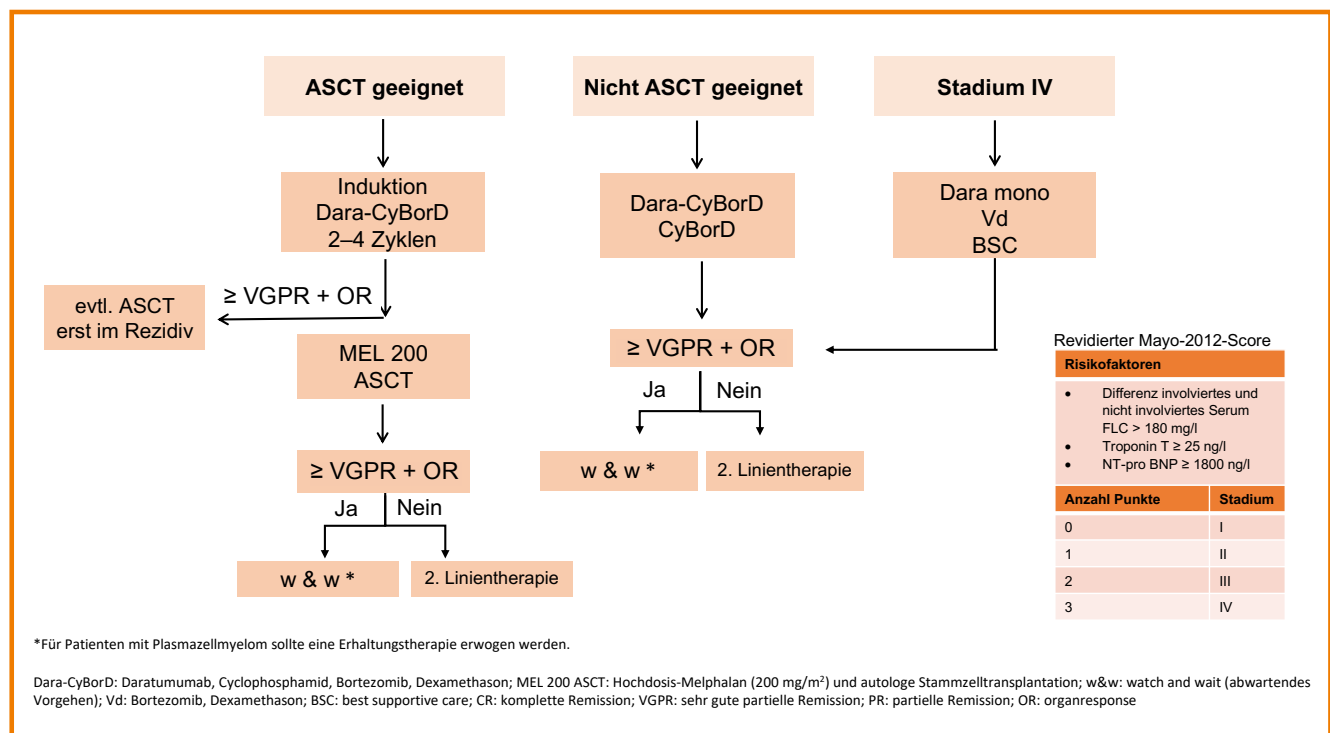 ASCT geeignet
Nicht ASCT geeignet
Stadium IV
Induktion
Dara-CyBorD
2–4 Zyklen
Dara-CyBorD
CyBorD
Dara mono
Vd
BSC
≥ VGPR + OR
evtl. ASCT
erst im Rezidiv
MEL 200
ASCT
≥ VGPR + OR
Ja
Nein
w & w *
2. Linientherapie
≥ VGPR + OR
Ja
Nein
w & w *
2. Linientherapie
Revidierter Mayo-2012-Score
Risikofaktoren
• Differenz involviertes und
nicht involviertes Serum
FLC > 180 mg/l
• Troponin T ≥ 25 ng/l
• NT-pro BNP ≥ 1800 ng/l
Anzahl Punkte Stadium
0 I
1 II
2 III
3 IV
*Für Patienten mit Plasmazellmyelom sollte eine Erhaltungstherapie erwogen werden.
Dara-CyBorD: Daratumumab, Cyclophosphamid, Bortezomib, Dexamethason; MEL 200 ASCT: Hochdosis-Melphalan (200 mg/m²) und autologe Stammzelltransplantation; w&w: watch and wait (abwartendes
Vorgehen); Vd: Bortezomib, Dexamethason; BSC: best supportive care; CR: komplette Remission; VGPR: sehr gute partielle Remission; PR: partielle Remission; OR: organresponse